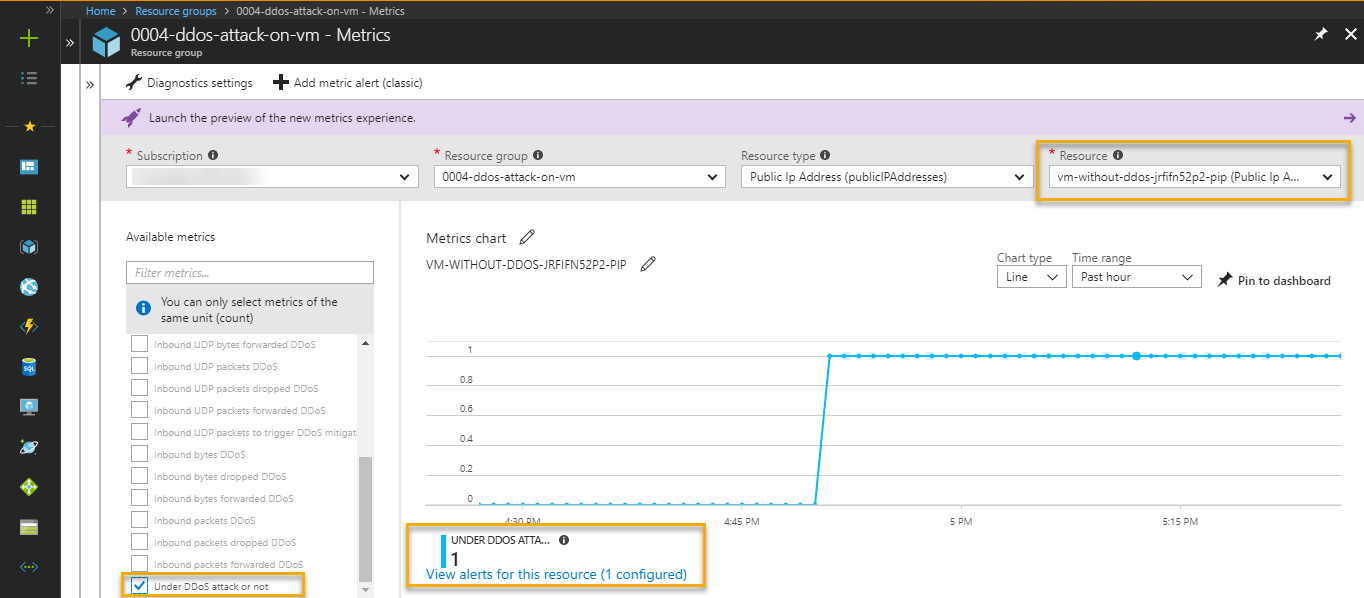 Home > Resource groups > 0004-ddos-attack-on-vm - Metrics
0004-ddos-attack-on-vm - Metrics
Resource group
Diagnostics settings
Add metric alert (classic)
Launch the preview of the new metrics experience.
* Subscription
* Resource group
Resource type
* Resource
0004-ddos-attack-on-vm
Public Ip Address (publicIPAddresses)
vm-without-ddos-jrfifn52p2-pip (Public Ip A...
Available metrics
Filter metrics...
You can only select metrics of the
same unit (count)
Inbound UDP bytes forwarded DDoS
Inbound UDP packets DDoS
Inbound UDP packets dropped DDoS
Inbound UDP packets forwarded DDoS
Inbound UDP packets to trigger DDoS mitigat
Inbound bytes DDoS
Inbound bytes dropped DDoS
Inbound bytes forwarded DDoS
Inbound packets DDoS
Inbound packets dropped DDoS
Inbound packets forwarded DDoS
Under DDoS attack or not
Metrics chart
VM-WITHOUT-DDOS-JRFIFN52P2-PIP
Chart type
Time range
Line
Past hour
Pin to dashboard
1
0.8
0.6
0.4
0.2
0
4:30 PM
4:45 PM
5 PM
5:15 PM
UNDER DDOS ATTA...
1
View alerts for this resource (1 configured)
SQL